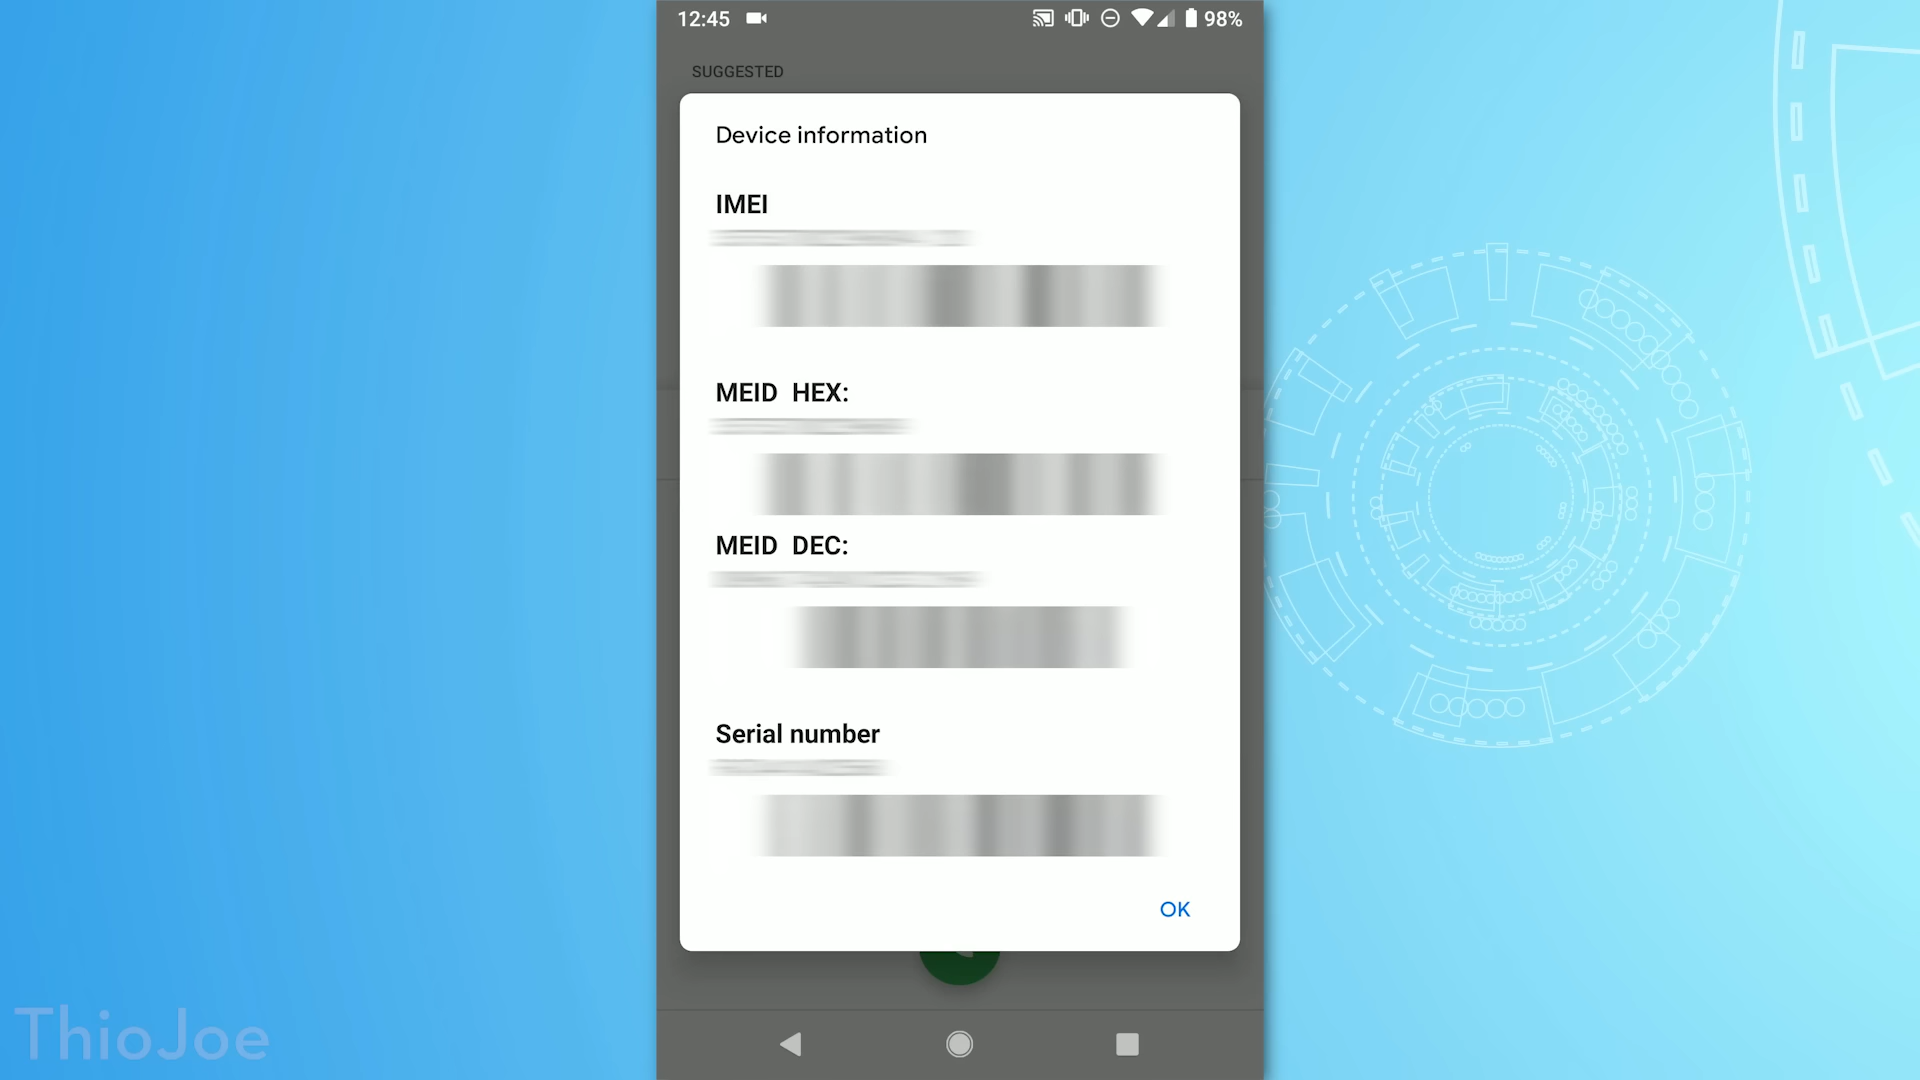 12:45
98%
SUGGESTED
Device information
IMEI
MEID HEX:
MEID DEC:
Serial number
OK
ThioJoe